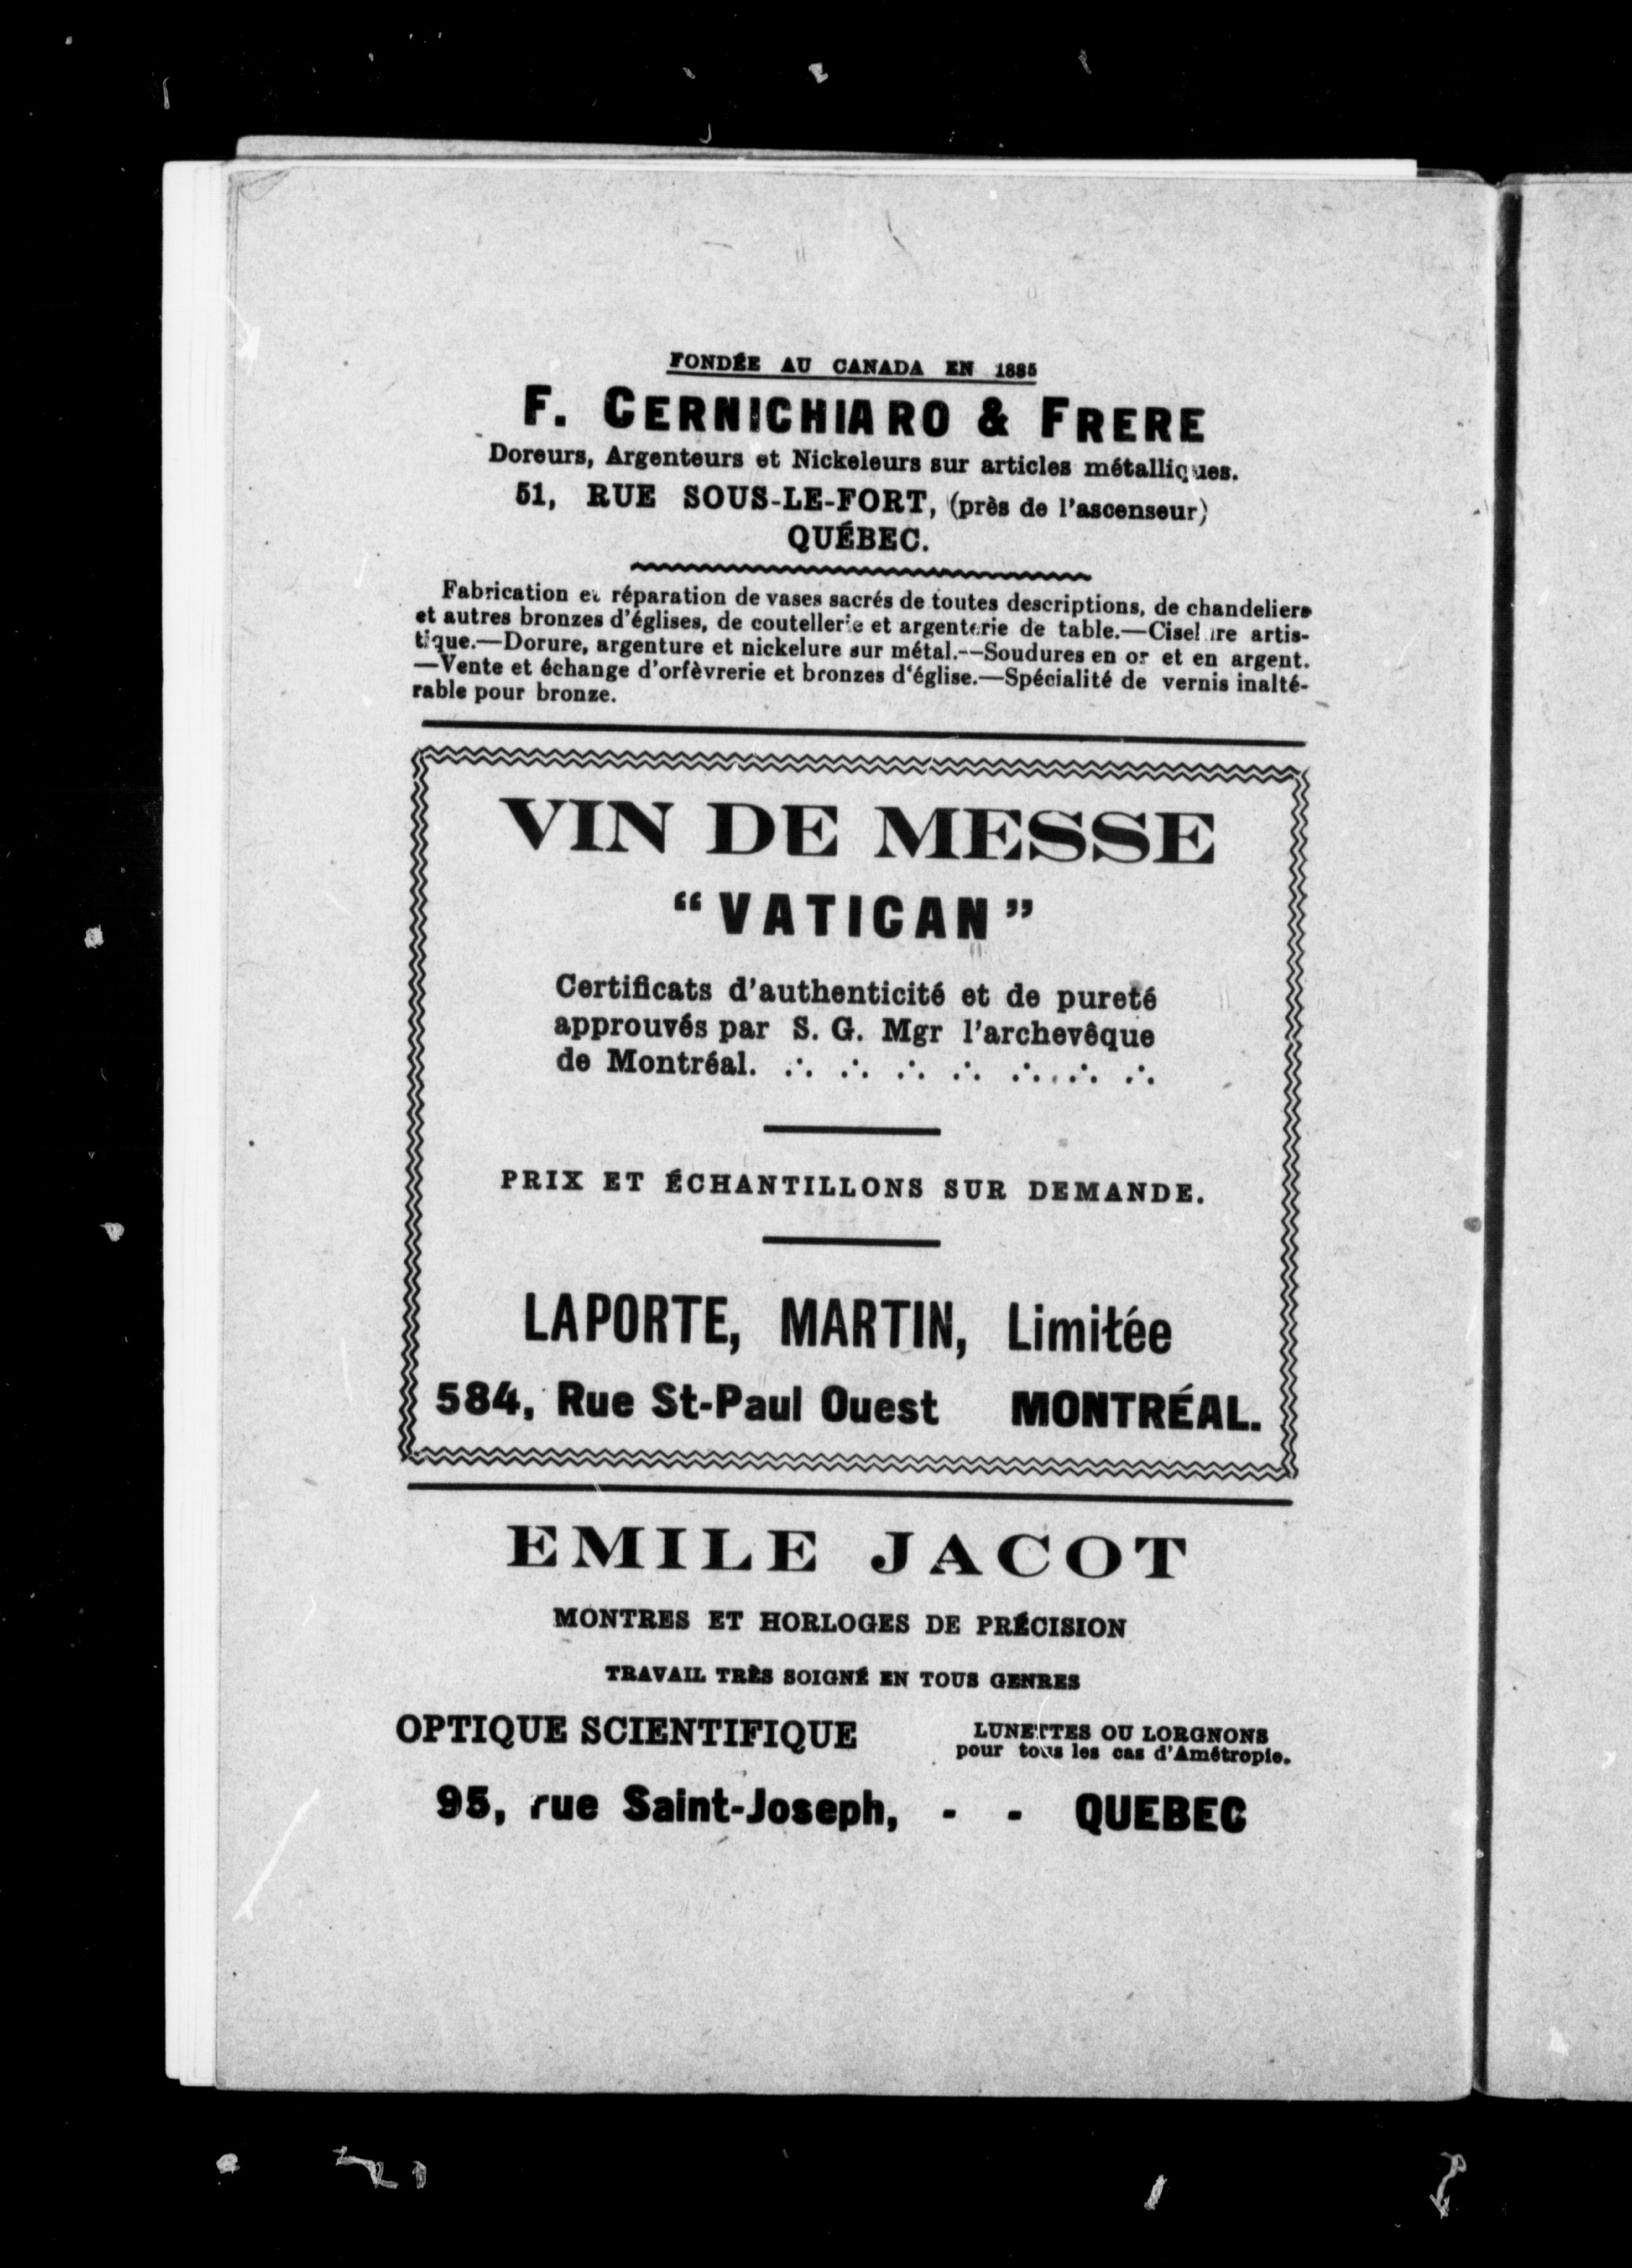 FONDÉE AU CANADA EN 1885
F. CERNICHIARO & FRERE
Doreurs, Argenteurs et Nickeleurs sur articles métalliques.
51, RUE SOUS-LE-FORT, (près de l'ascenseur)
QUÉBEC.
Fabrication et réparation de vases sacrés de toutes descriptions, de chandeliers
et autres bronzes d'églises, de coutellerie et argenterie de table.—Ciselure artis-
tique.—Dorure, argenture et nickelure sur métal.--Soudures en or et en argent.
—Vente et échange d'orfèvrerie et bronzes d‘église.—Spécialité de vernis inalté-
rable pour bronze.
VIN DE MESSE
“VATICAN”
Certificats d'authenticité et de pureté
approuvés par S. G. Mgr l'archevêque
de Montréal. ∴ ∴ ∴ ∴ ∴ ∴ ∴
PRIX ET ÉCHANTILLONS SUR DEMANDE.
LAPORTE, MARTIN, Limitée
584, Rue St-Paul Ouest MONTRÉAL.
EMILE JACOT
MONTRES ET HORLOGES DE PRÉCISION
TRAVAIL TRÈS SOIGNÉ EN TOUS GENRES
OPTIQUE SCIENTIFIQUE
LUNETTES OU LORGNONS
pour tous les cas d'Amétropie.
95, rue Saint-Joseph, - - QUEBEC